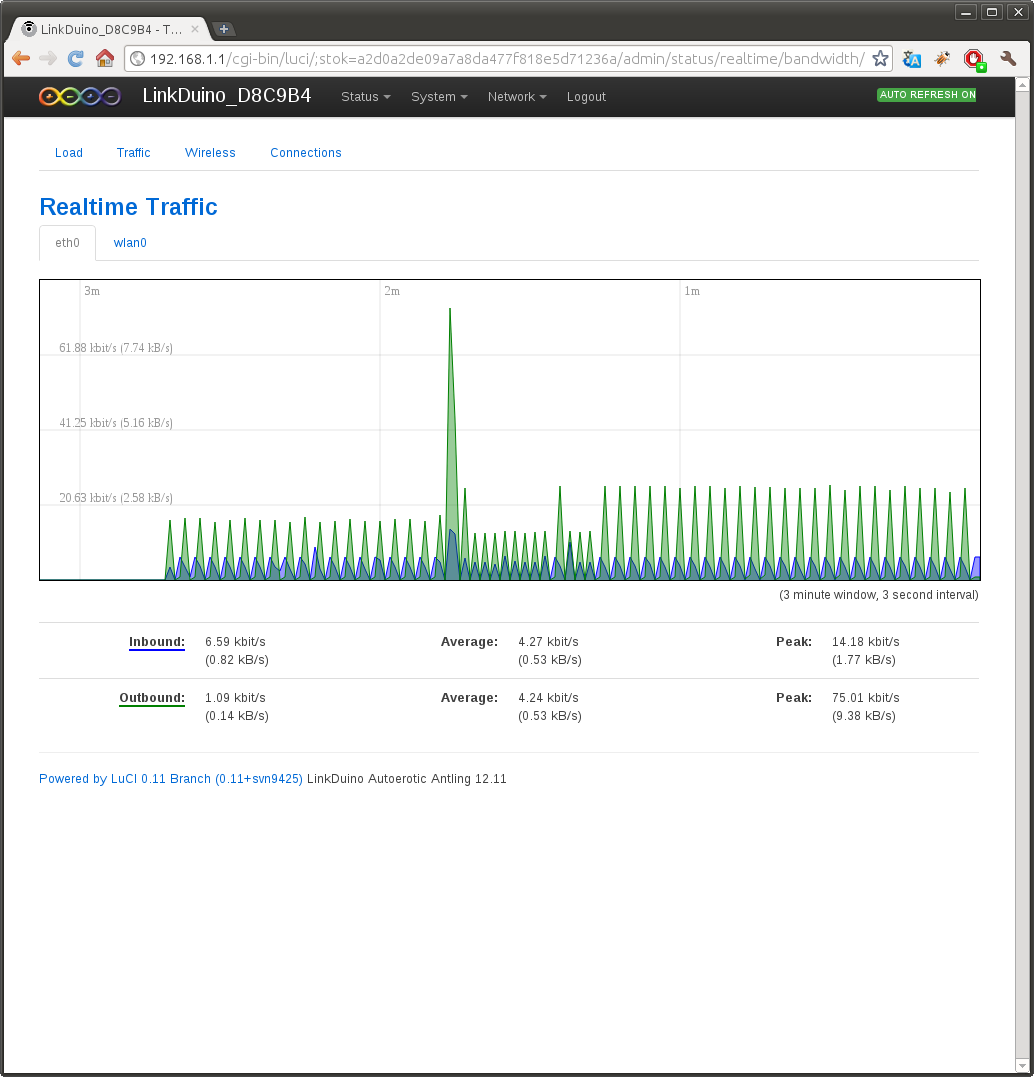 LinkDuino_D8C9B4 - T...
192.168.1.1/cgi-bin/luci/;stok=a2d0a2de09a7a8da477f818e5d71236a/admin/status/realtime/bandwidth/
LinkDuino_D8C9B4 Status System Network Logout AUTO REFRESH ON
Load Traffic Wireless Connections
Realtime Traffic
eth0 wlan0
3m 2m 1m
61.88 kbit/s (7.74 kB/s)
41.25 kbit/s (5.16 kB/s)
20.63 kbit/s (2.58 kB/s)
(3 minute window, 3 second interval)
Inbound: 6.59 kbit/s Average: 4.27 kbit/s Peak: 14.18 kbit/s
(0.82 kB/s) (0.53 kB/s) (1.77 kB/s)
Outbound: 1.09 kbit/s Average: 4.24 kbit/s Peak: 75.01 kbit/s
(0.14 kB/s) (0.53 kB/s) (9.38 kB/s)
Powered by LuCI 0.11 Branch (0.11+svn9425) LinkDuino Autoerotic Antling 12.11